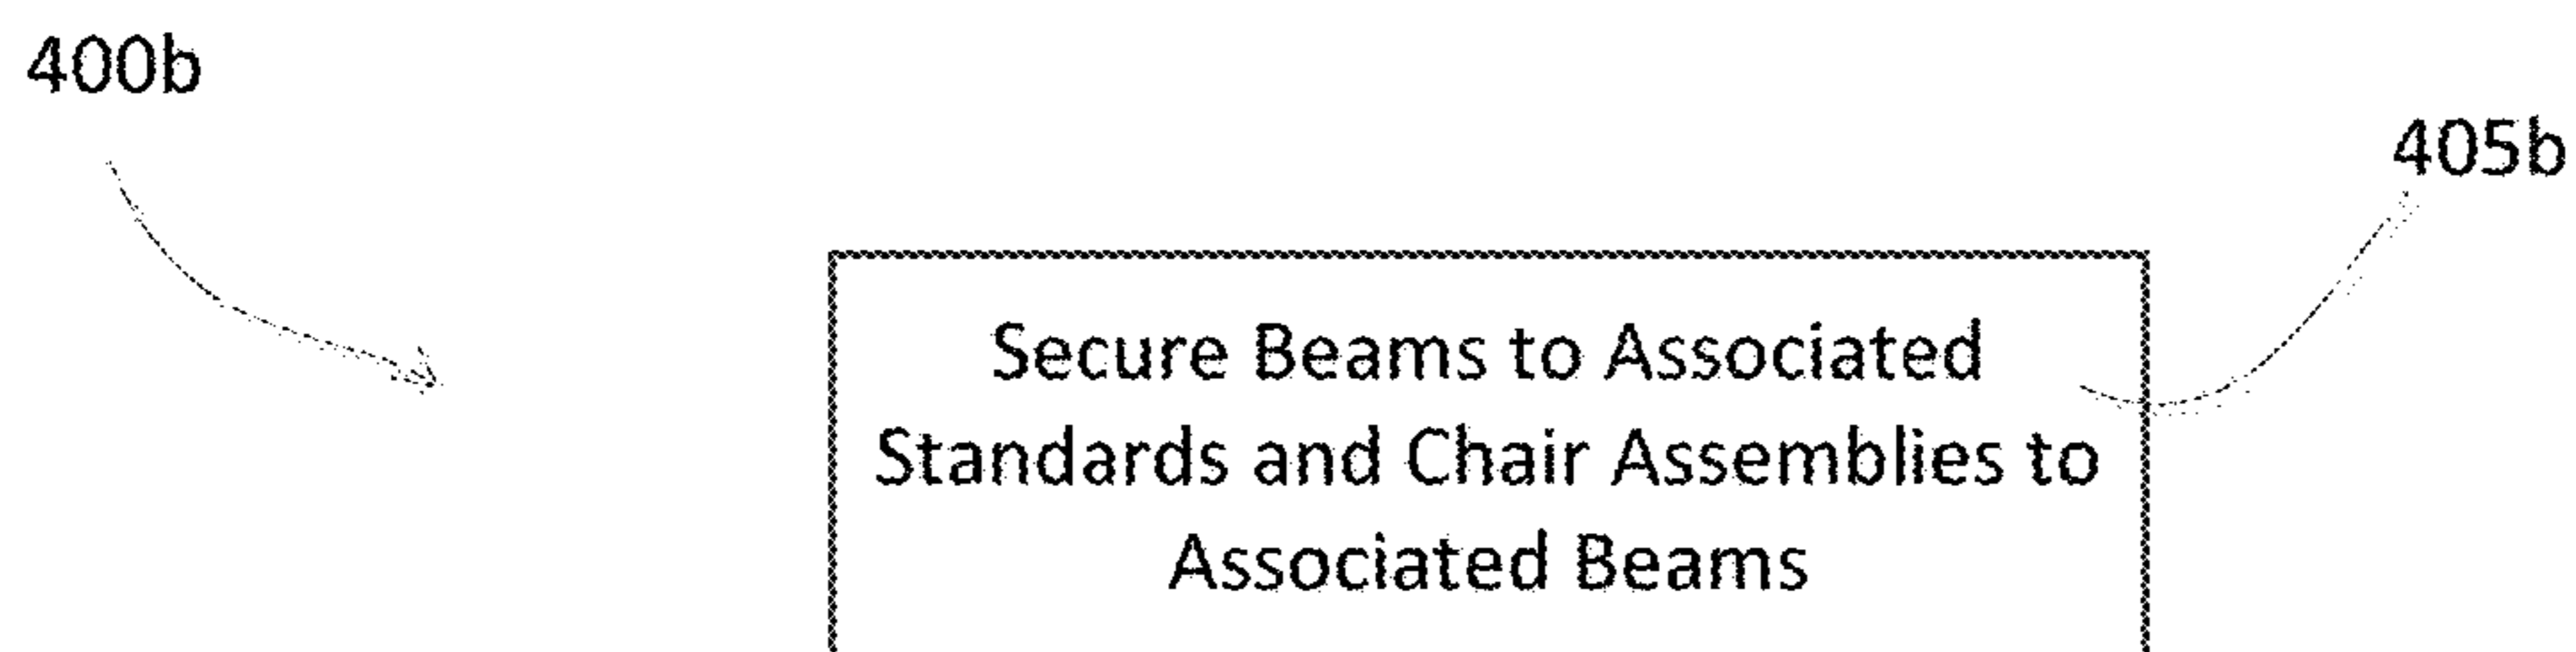 400b
405b
Secure Beams to Associated
Standards and Chair Assemblies to
Associated Beams